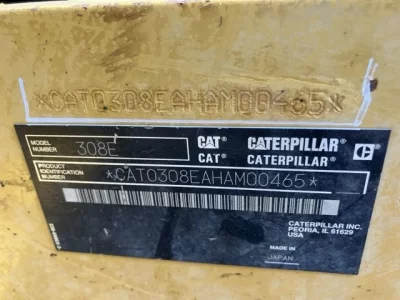 *CAT0308EAHAM00465*
MODEL NUMBER 308E
CAT® CATERPILLAR®
CAT® CATERPILLAR®
PRODUCT IDENTIFICATION NUMBER
*CAT0308EAHAM00465*
CATERPILLAR INC.
PEORIA, IL 61629
USA
MADE IN
JAPAN